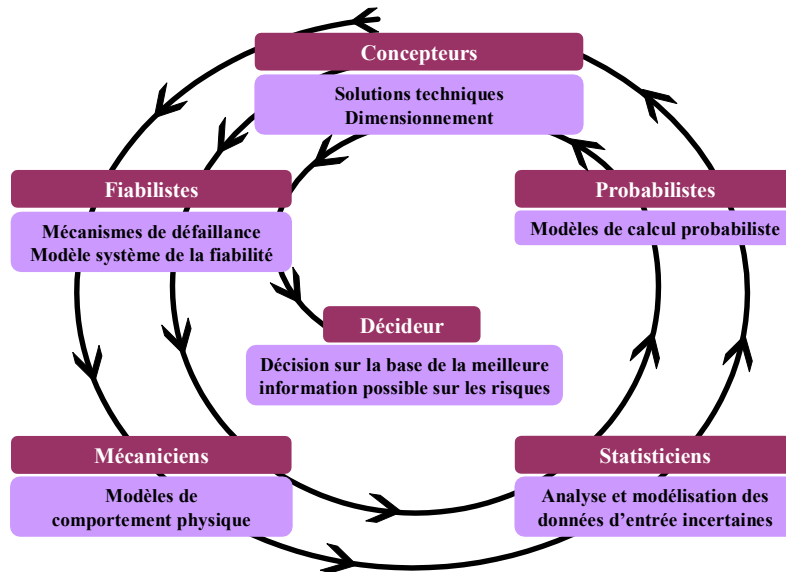 Concepteurs
Solutions techniques
Dimensionnement
Fiabilistes
Mécanismes de défaillance
Modèle système de la fiabilité
Probabilistes
Modèles de calcul probabiliste
Décideur
Décision sur la base de la meilleure
information possible sur les risques
Mécaniciens
Modèles de
comportement physique
Statisticiens
Analyse et modélisation des
données d’entrée incertaines